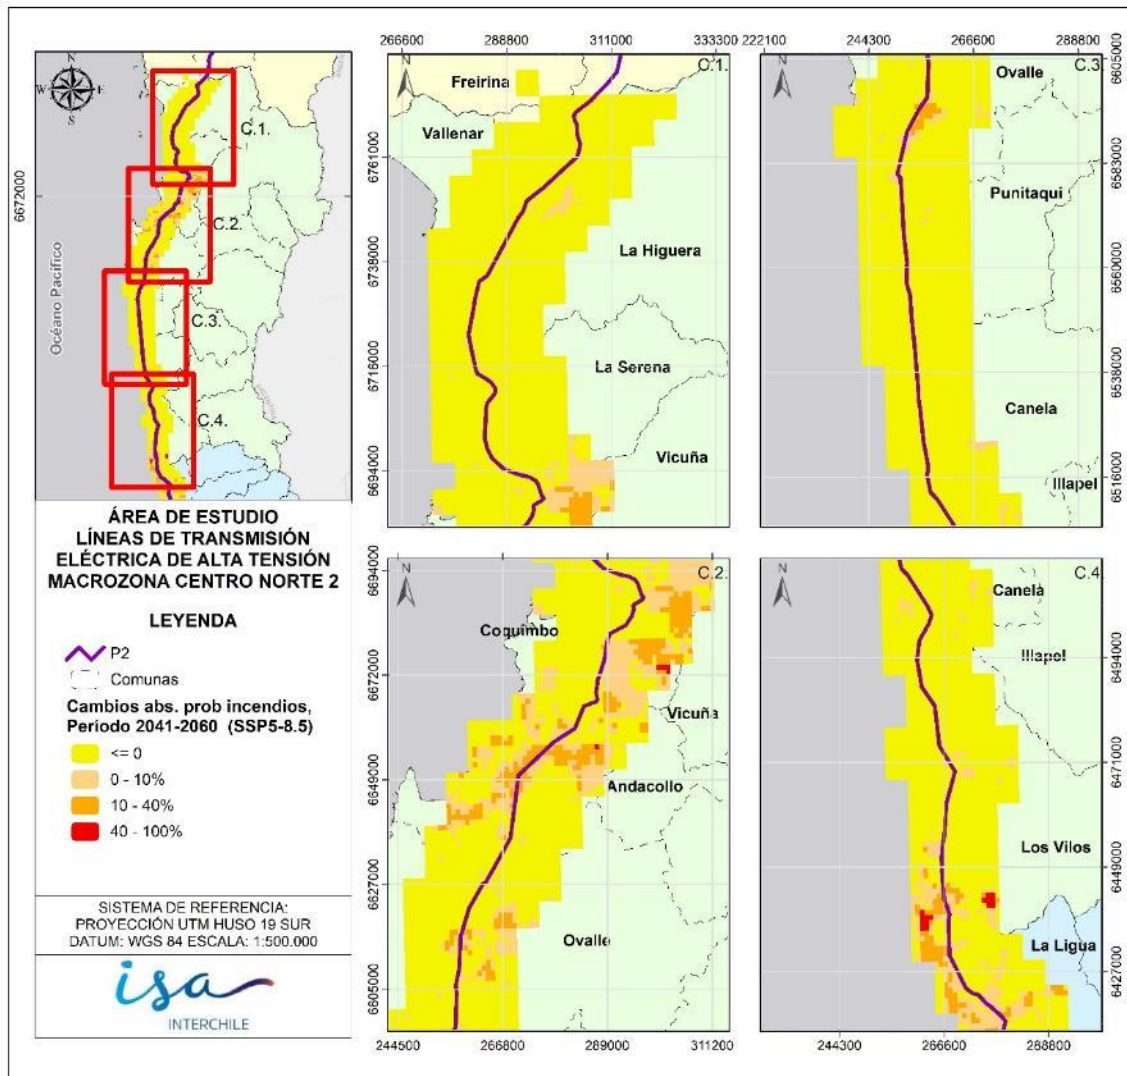 N
W
E
S
6672000
Océano Pacífico
C.1.
C.2.
C.3.
C.4.
ÁREA DE ESTUDIO
LÍNEAS DE TRANSMISIÓN
ELÉCTRICA DE ALTA TENSIÓN
MACROZONA CENTRO NORTE 2
LEYENDA
P2
Comunas
Cambios abs. prob incendios,
Período 2041-2060 (SSP5-8.5)
<= 0
0 - 10%
10 - 40%
40 - 100%
SISTEMA DE REFERENCIA:
PROYECCIÓN UTM HUSO 19 SUR
DATUM: WGS 84 ESCALA: 1:500.000
isa
INTERCHILE
266600 288800 311000 333300
C.1.
N
Freirina
Vallenar
La Higuera
La Serena
Vicuña
6761000
6738000
6716000
6694000
222100 244300 266600 288800
C.3.
N
Ovalle
Punitaqui
Canela
Illapel
6605000
6583000
6560000
6538000
6516000
C.2.
N
Coquimbo
Vicuña
Andacollo
Ovalle
6694000
6672000
6649000
6627000
6605000
244500 266800 289000 311200
C.4.
N
Canela
Illapel
Los Vilos
La Ligua
6494000
6471000
6449000
6427000
244300 266600 288800